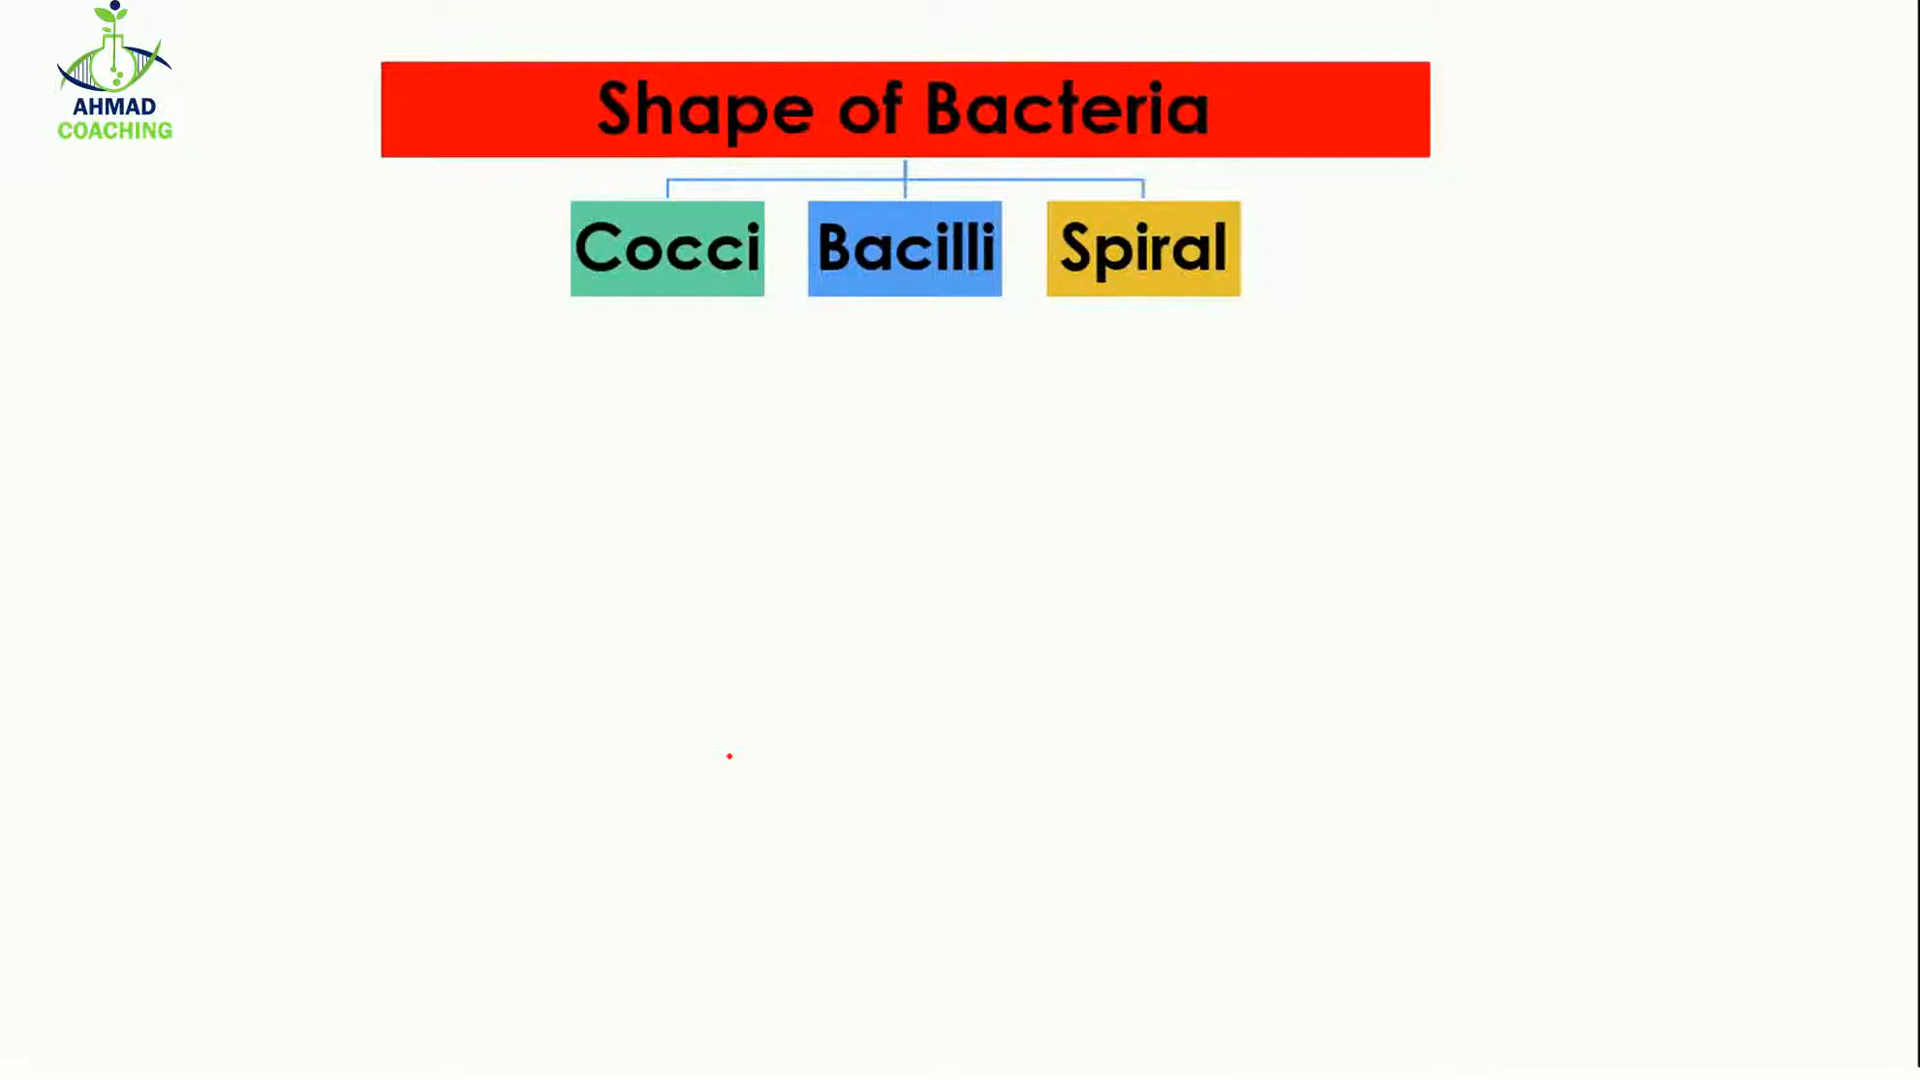 AHMAD
COACHING
Shape of Bacteria
Cocci
Bacilli
Spiral